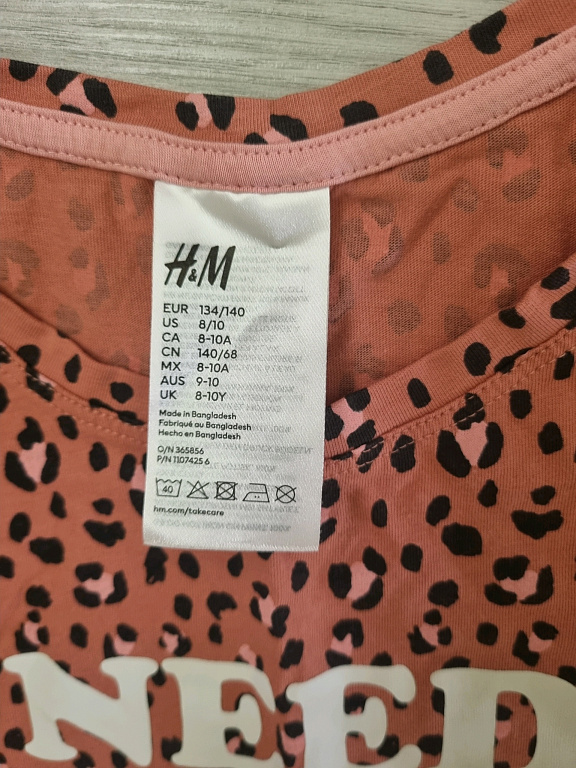 H&M
EUR 134/140
US 8/10
CA 8-10A
CN 140/68
MX 8-10A
AUS 9-10
UK 8-10Y
Made in Bangladesh
Fabriqué au Bangladesh
Hecho en Bangladesh
O/N 365856
P/N 1107425 6
40
hm.com/takecare
NEED